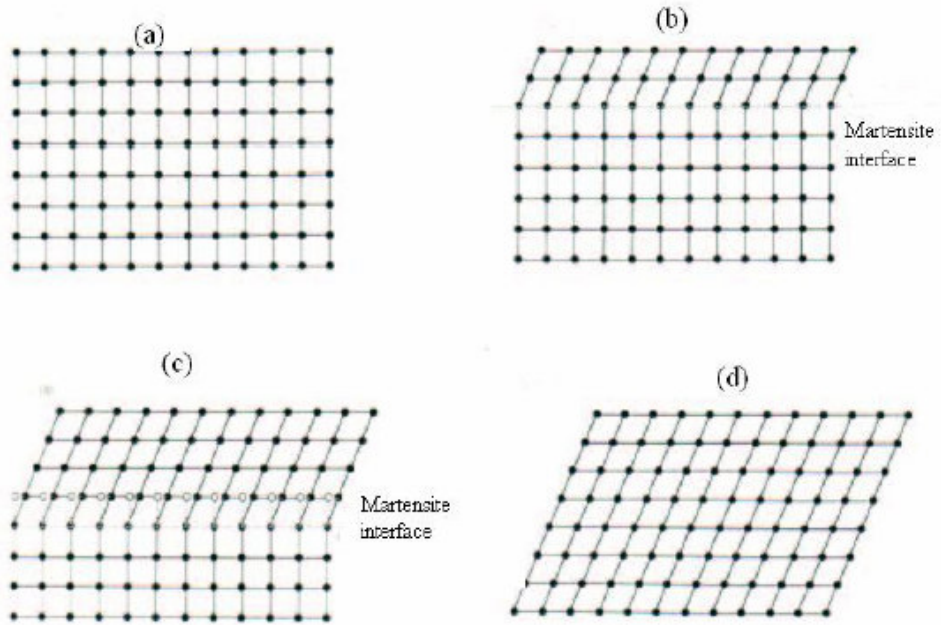 (a)
(b)
Martensite
interface
(c)
(d)
Martensite
interface